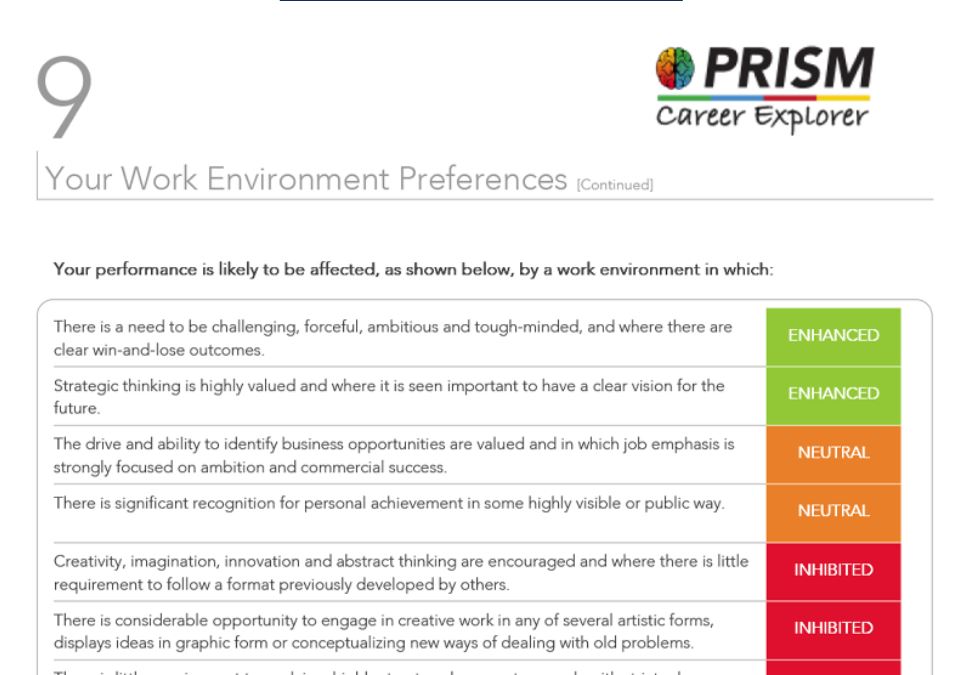 9
PRISM
Career Explorer
Your Work Environment Preferences [Continued]
Your performance is likely to be affected, as shown below, by a work environment in which:
There is a need to be challenging, forceful, ambitious and tough-minded, and where there are
clear win-and-lose outcomes.
ENHANCED
Strategic thinking is highly valued and where it is seen important to have a clear vision for the
future.
ENHANCED
The drive and ability to identify business opportunities are valued and in which job emphasis is
strongly focused on ambition and commercial success.
NEUTRAL
There is significant recognition for personal achievement in some highly visible or public way.
NEUTRAL
Creativity, imagination, innovation and abstract thinking are encouraged and where there is little
requirement to follow a format previously developed by others.
INHIBITED
There is considerable opportunity to engage in creative work in any of several artistic forms,
displays ideas in graphic form or conceptualizing new ways of dealing with old problems.
INHIBITED